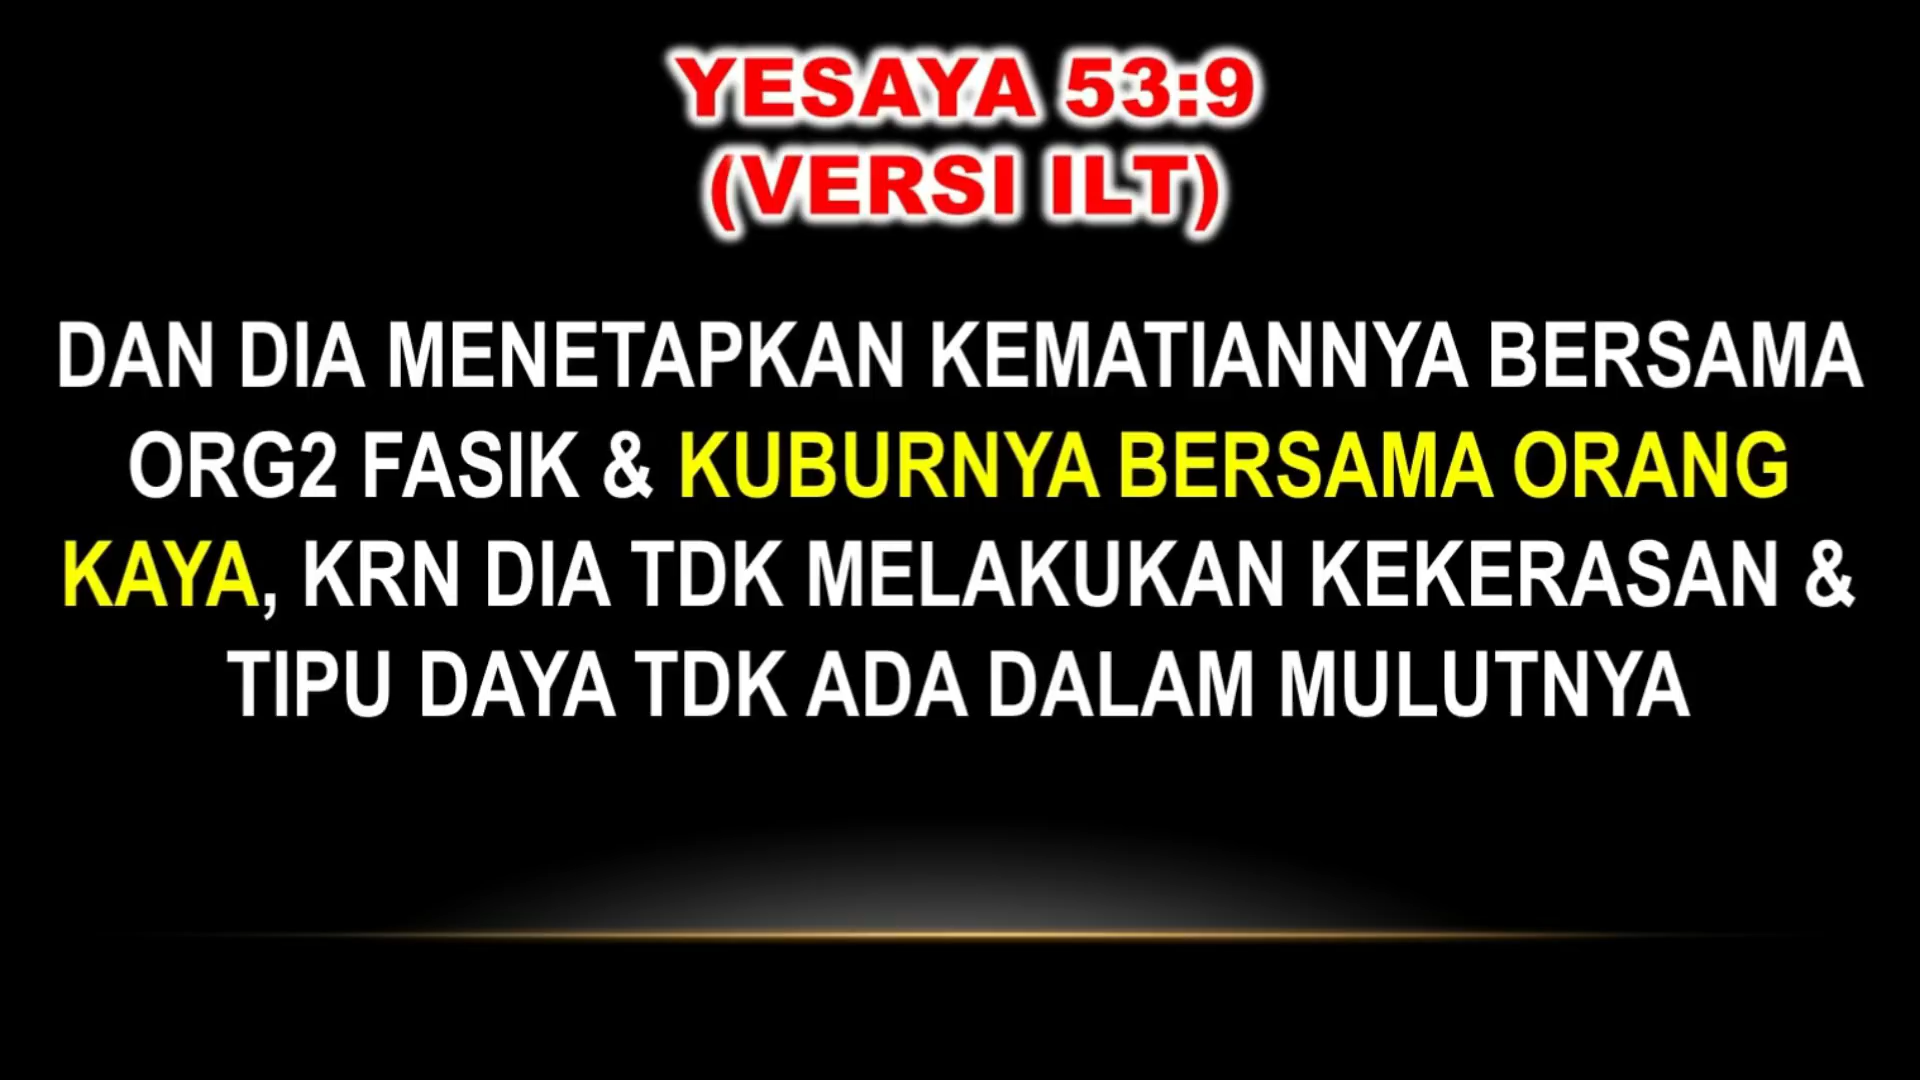 YESAYA 53:9
(VERSI ILT)
DAN DIA MENETAPKAN KEMATIANNYA BERSAMA
ORG2 FASIK & KUBURNYA BERSAMA ORANG
KAYA, KRN DIA TDK MELAKUKAN KEKERASAN &
TIPU DAYA TDK ADA DALAM MULUTNYA